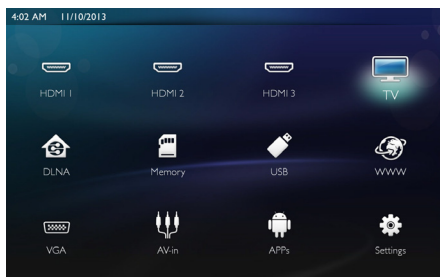 4:02 AM 11/10/2013
HDMI 1 HDMI 2 HDMI 3 TV
DLNA Memory USB WWW
VGA AV-in APPs Settings